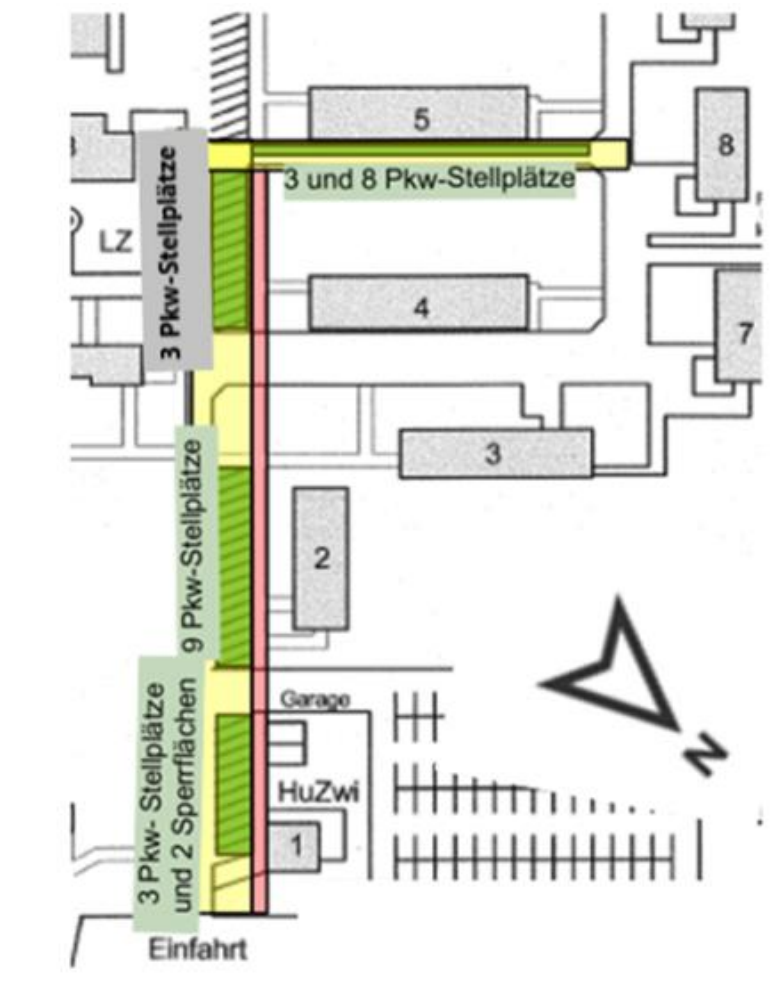 5
8
3 und 8 Pkw-Stellplätze
3 Pkw-Stellplätze
LZ
4
7
3
9 Pkw-Stellplätze
2
Garage
N
HuZwi
3 Pkw- Stellplätze
und 2 Sperrflächen
1
Einfahrt